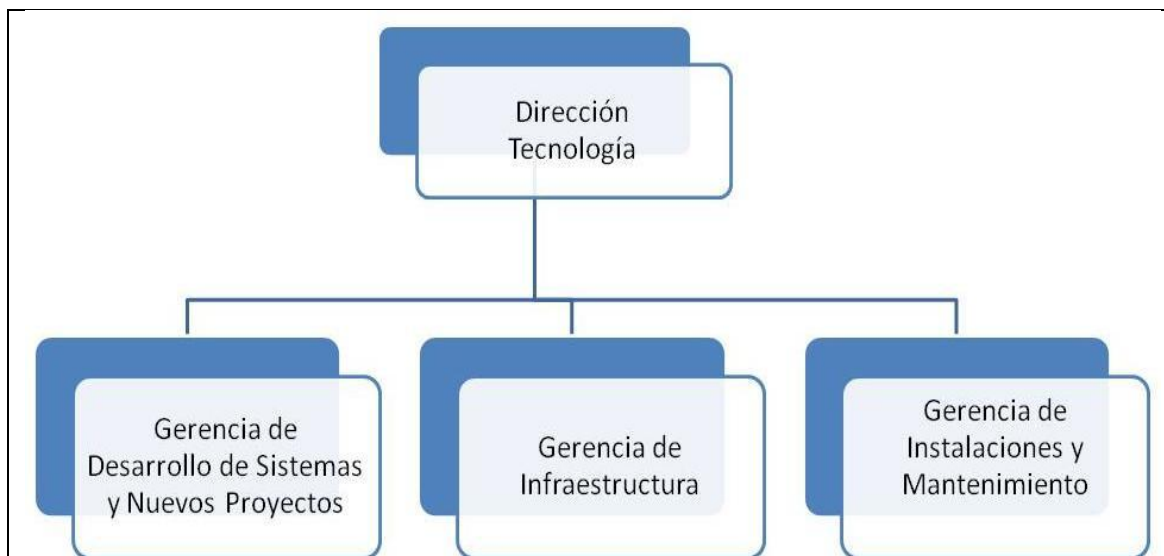 Dirección
Tecnología
Gerencia de
Desarrollo de Sistemas
y Nuevos Proyectos
Gerencia de
Infraestructura
Gerencia de
Instalaciones y
Mantenimiento